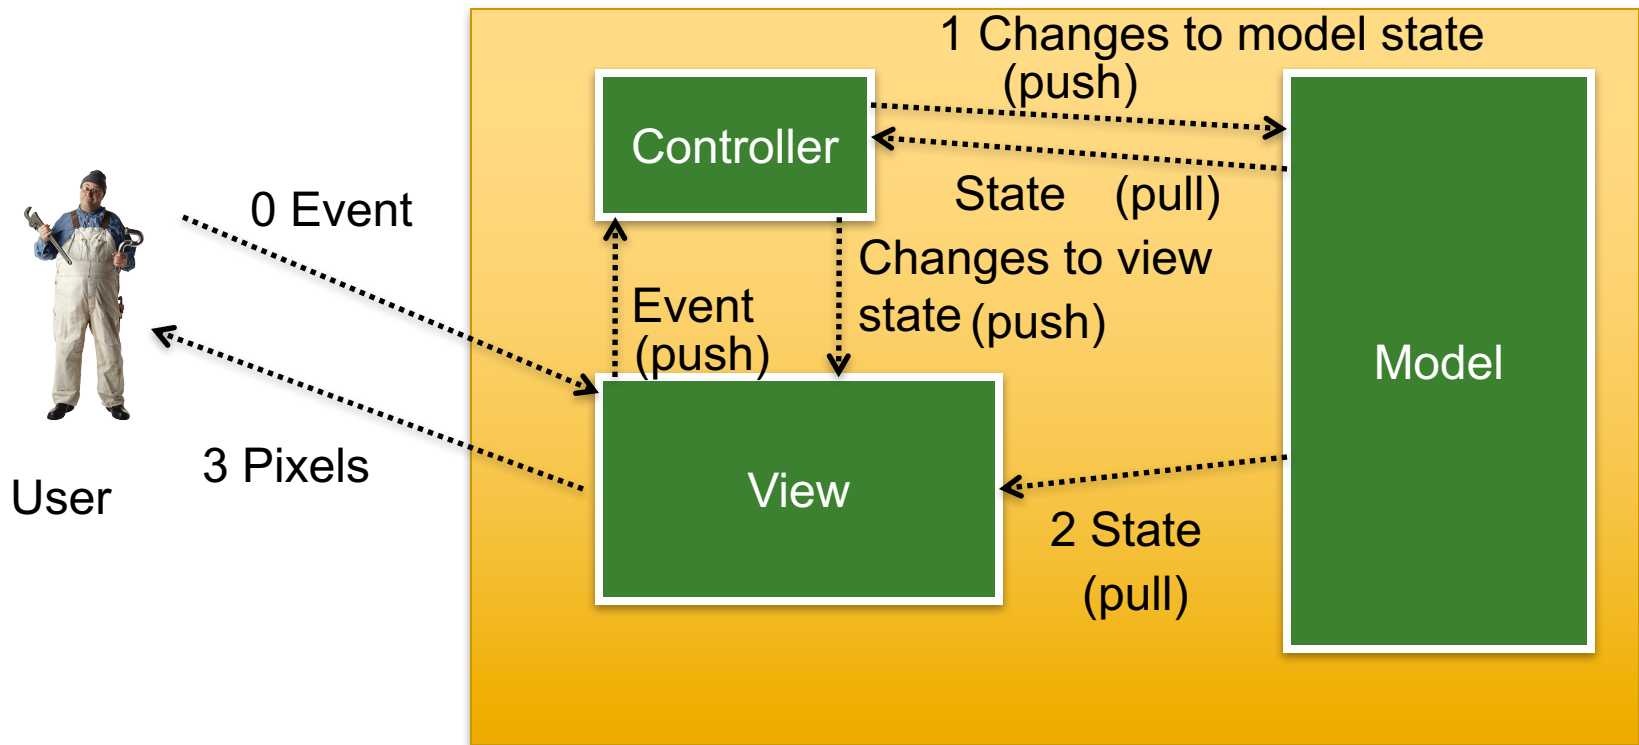 1 Changes to model state
(push)
Controller
State (pull)
0 Event
Changes to view
state (push)
Event
(push)
Model
3 Pixels
View
User
2 State
(pull)